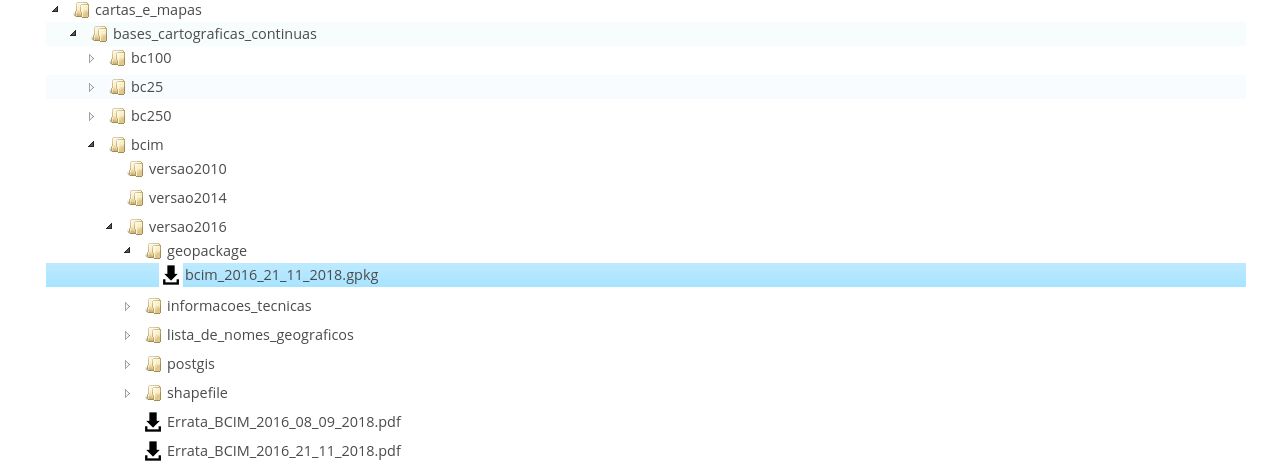 cartas_e_mapas
bases_cartograficas_continuas
bc100
bc25
bc250
bcim
versao2010
versao2014
versao2016
geopackage
bcim_2016_21_11_2018.gpkg
informacoes_tecnicas
lista_de_nomes_geograficos
postgis
shapefile
Errata_BCIM_2016_08_09_2018.pdf
Errata_BCIM_2016_21_11_2018.pdf